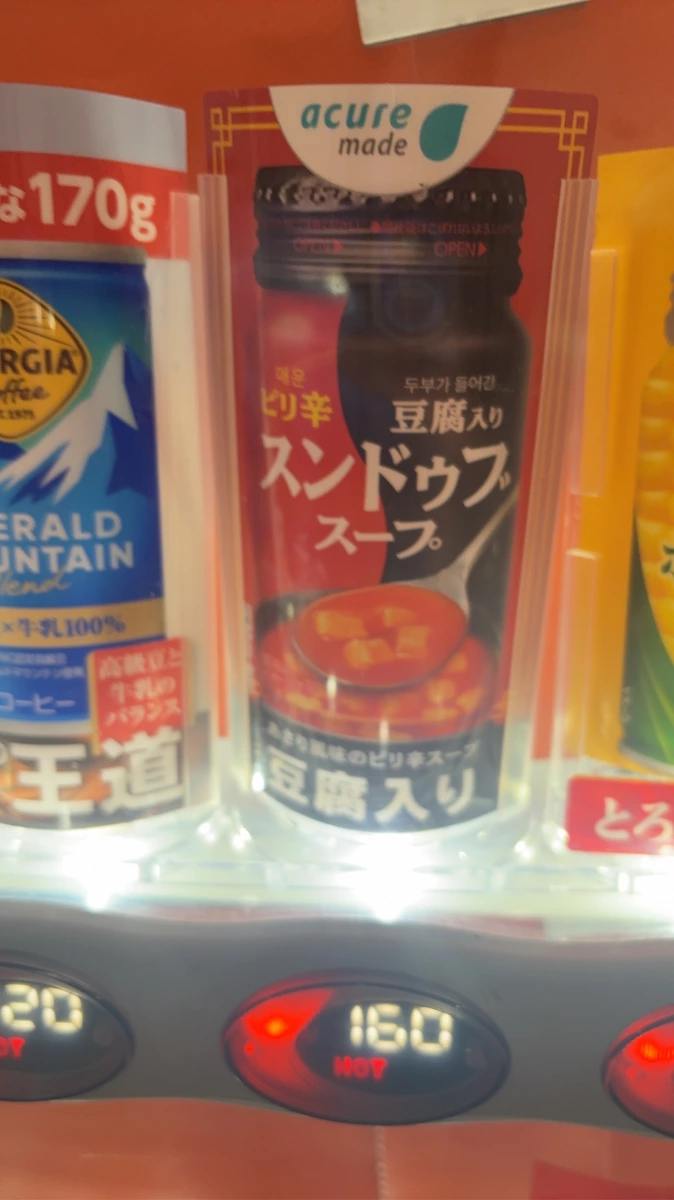 acure
made
な170g
OPEN▶
OPEN▶
RGIA
ffee
매운
ピリ辛
두부가 들어간
豆腐入り
スンドゥブ
スープ。
ERALD
UNTAIN
lend
×牛乳100%
高級豆と
牛乳の
バランス
コーヒー
王道
あさり風味のピリ辛スープ
豆腐入り
とろ
20
160
HOT